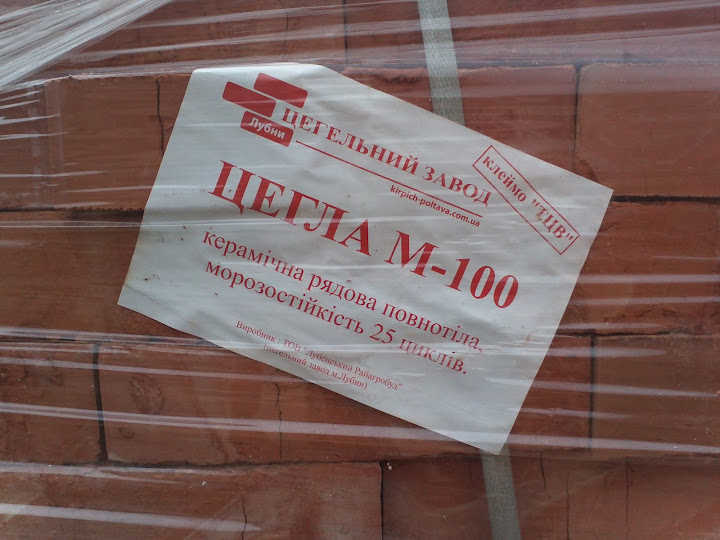 Лубни
ЦЕГЕЛЬНИЙ ЗАВОД
kirpich-poltava.com.ua
клеймо "ТЦВ"
ЦЕГЛА М-100
керамічна рядова повнотіла,
морозостійкість 25 циклів.
Виробник : ТОВ "Лубенський Райагробуд"
(цегельний завод м.Лубни)